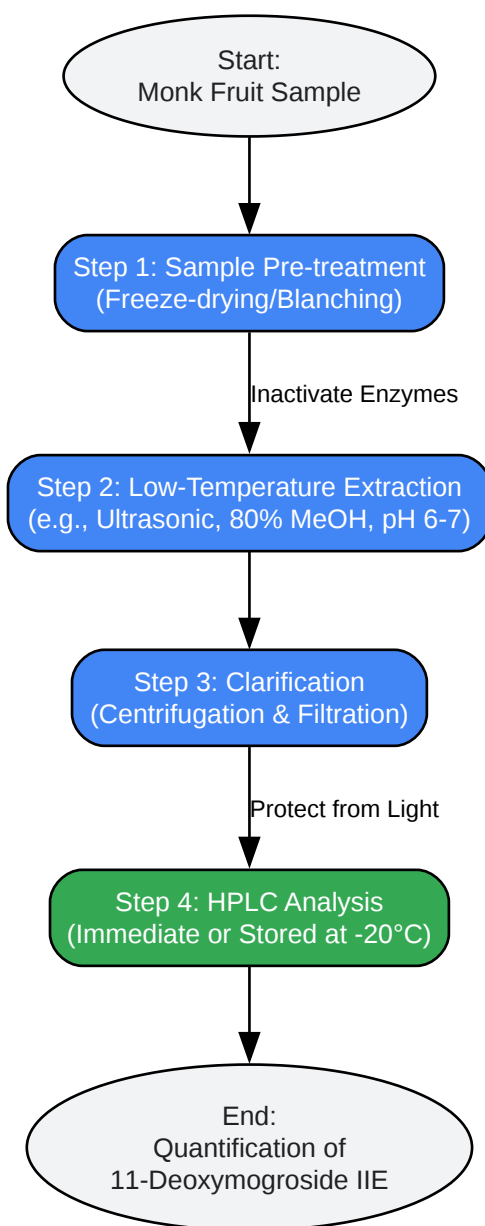 Start:
Monk Fruit Sample
Step 1: Sample Pre-treatment
(Freeze-drying/Blanching)
Inactivate Enzymes
Step 2: Low-Temperature Extraction
(e.g., Ultrasonic, 80% MeOH, pH 6-7)
Step 3: Clarification
(Centrifugation & Filtration)
Protect from Light
Step 4: HPLC Analysis
(Immediate or Stored at -20°C)
End:
Quantification of
11-Deoxymogroside IIE